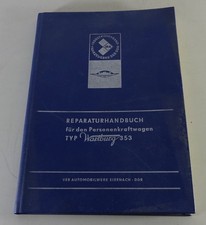 REPARATURHANDBUCH
für den Personenkraftwagen
TYP Wartburg 353
VEB AUTOMOBILWERK EISENACH · DDR